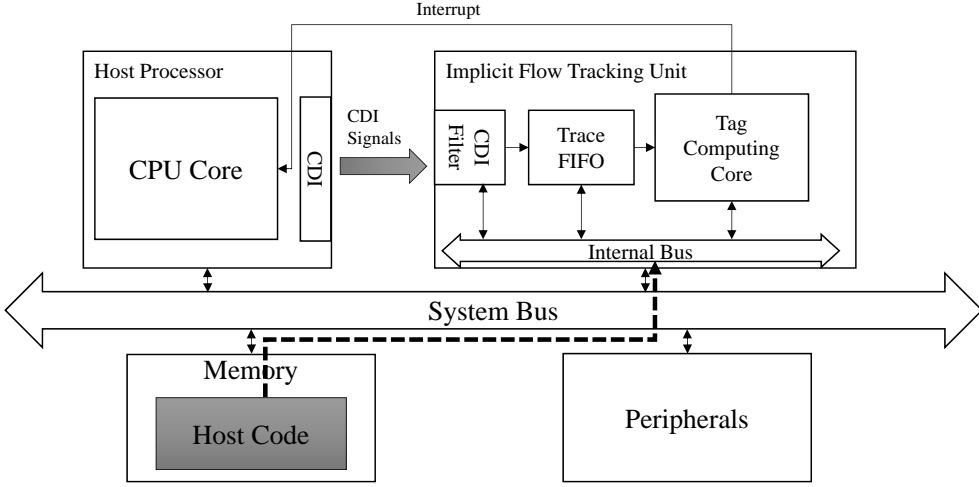 Interrupt
Host Processor
Implicit Flow Tracking Unit
CPU Core
CDI
CDI
Signals
CDI
Filter
Trace
FIFO
Tag
Computing
Core
Internal Bus
System Bus
Memory
Host Code
Peripherals